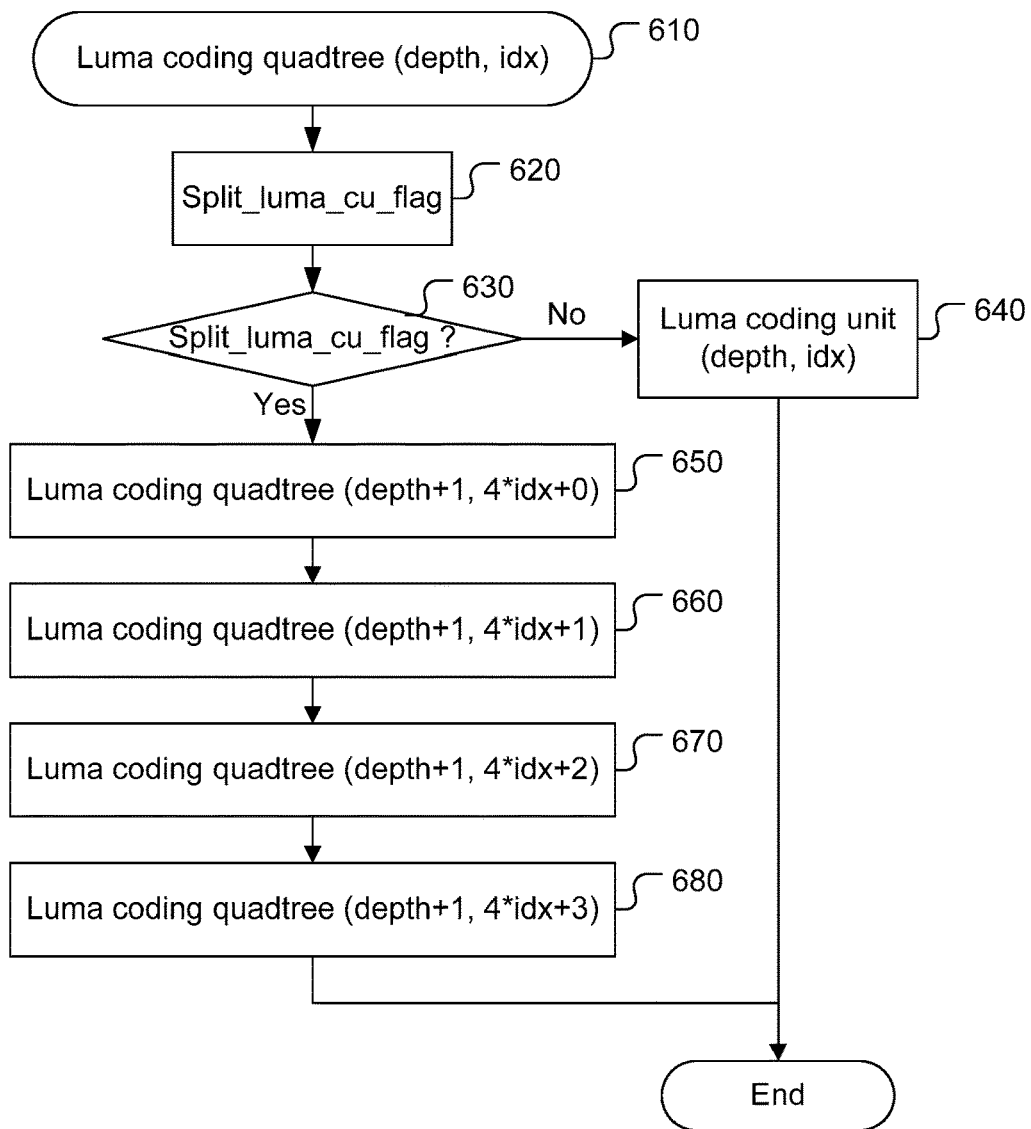 Luma coding quadtree (depth, idx)
610
Split_luma_cu_flag
620
Split_luma_cu_flag ?
630
No
Luma coding unit
(depth, idx)
640
Yes
Luma coding quadtree (depth+1, 4*idx+0)
650
Luma coding quadtree (depth+1, 4*idx+1)
660
Luma coding quadtree (depth+1, 4*idx+2)
670
Luma coding quadtree (depth+1, 4*idx+3)
680
End